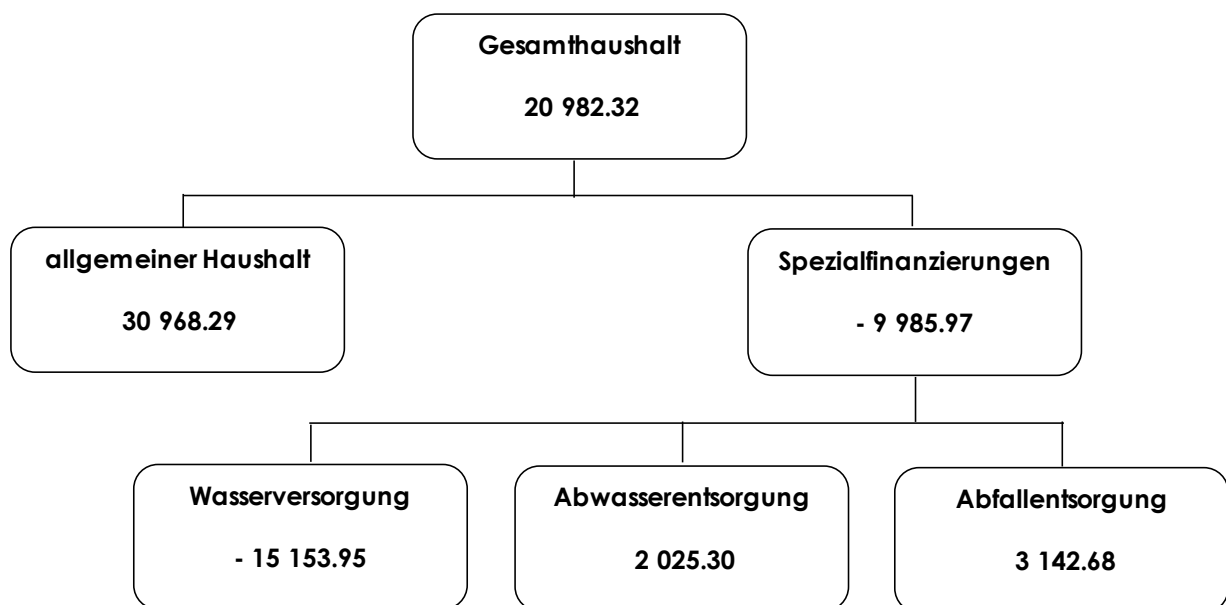 Gesamthaushalt
20 982.32
allgemeiner Haushalt
30 968.29
Spezialfinanzierungen
- 9 985.97
Wasserversorgung
- 15 153.95
Abwasserentsorgung
2 025.30
Abfallentsorgung
3 142.68